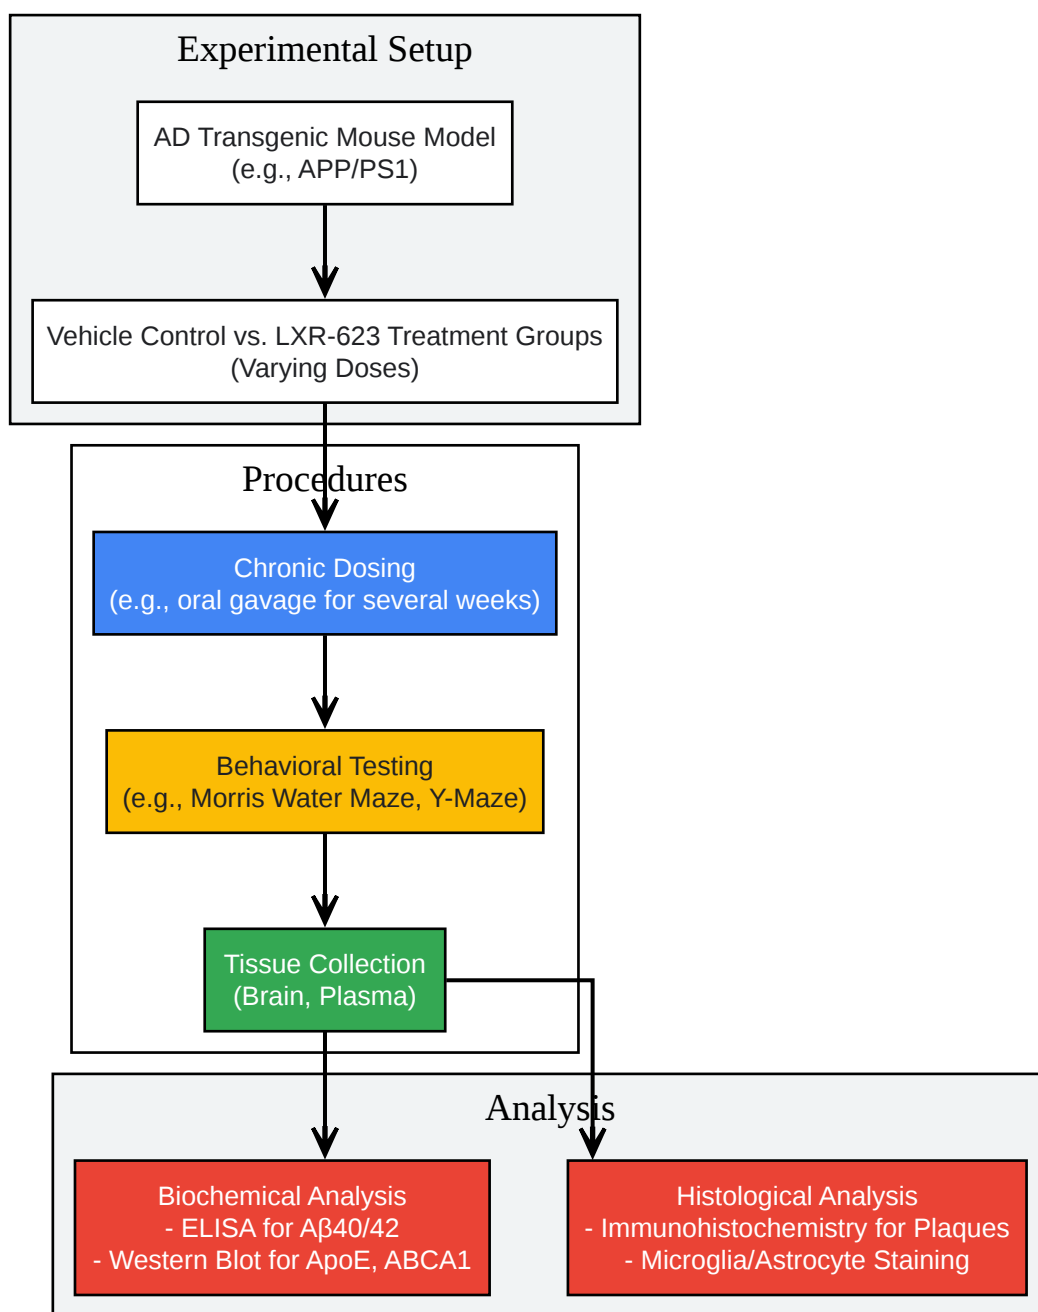 Experimental Setup
AD Transgenic Mouse Model
(e.g., APP/PS1)
Vehicle Control vs. LXR-623 Treatment Groups
(Varying Doses)
Procedures
Chronic Dosing
(e.g., oral gavage for several weeks)
Behavioral Testing
(e.g., Morris Water Maze, Y-Maze)
Tissue Collection
(Brain, Plasma)
Analysis
Biochemical Analysis
- ELISA for Aβ40/42
- Western Blot for ApoE, ABCA1
Histological Analysis
- Immunohistochemistry for Plaques
- Microglia/Astrocyte Staining